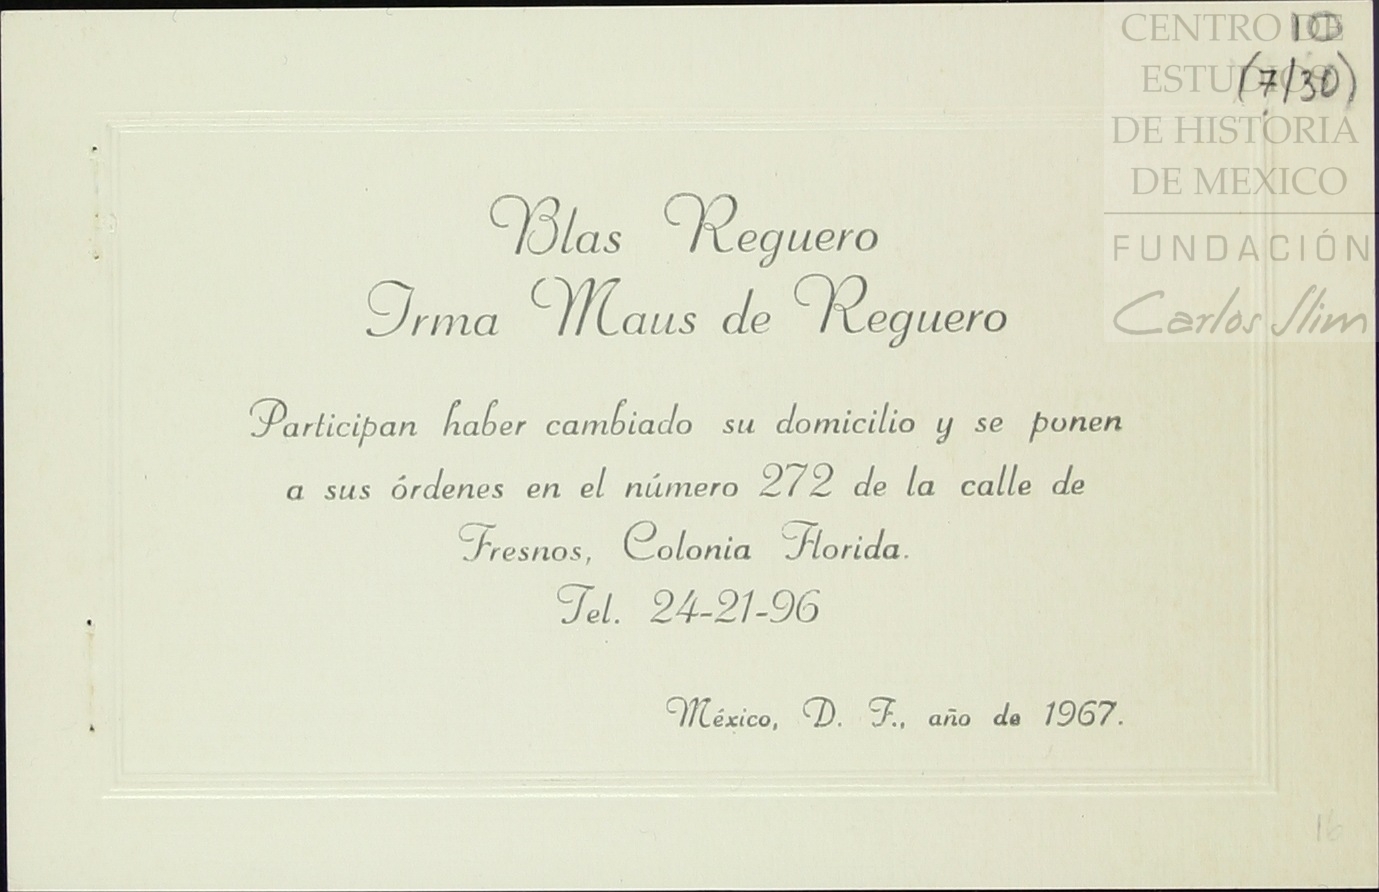 CENTRO DE
ESTUDIOS
DE HISTORIA
DE MEXICO
FUNDACIÓN
Carlos Slim
10
(7/30)
Blas Reguero
Irma Maus de Reguero
Participan haber cambiado su domicilio y se ponen
a sus órdenes en el número 272 de la calle de
Fresnos, Colonia Florida.
Tel. 24-21-96
México, D. F., año de 1967.
16